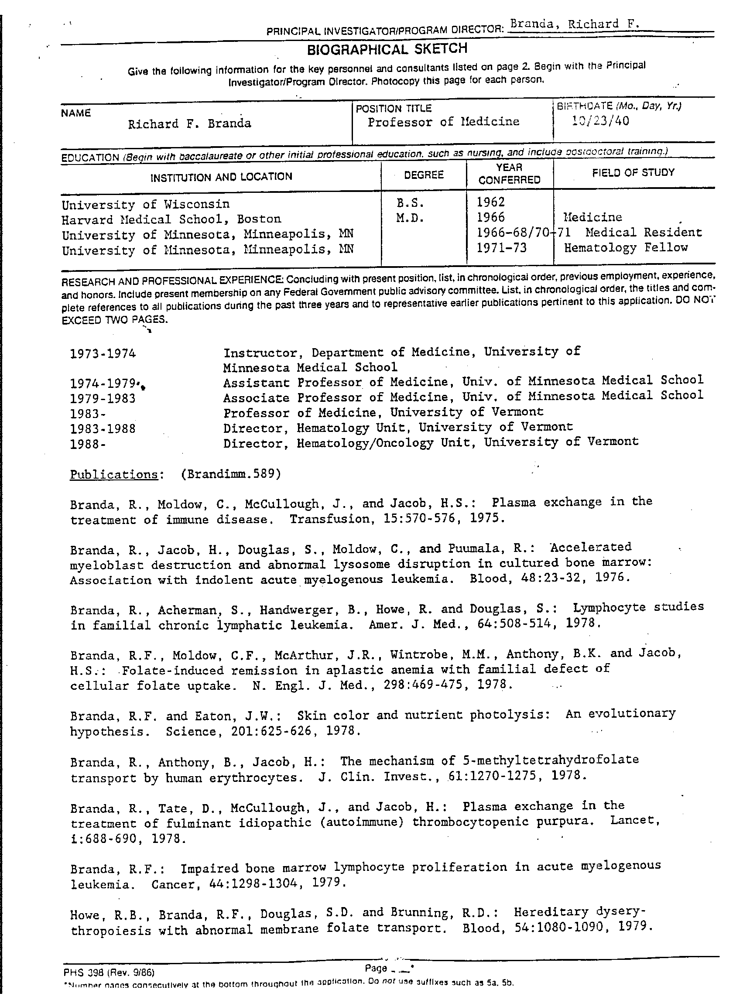 PRINCIPAL INVESTIGATOR/PROGRAM DIRECTOR: Branda, Richard F.
BIOGRAPHICAL SKETCH
Give the following information for the key personnel and consultants listed on page 2. Begin with the Principal
Investigator/Program Director. Photocopy this page for each person.
NAME POSITION TITLE BIRTHDATE (Mo., Day, Yr.)
Richard F. Branda Professor of Medicine 10/23/40
EDUCATION (Begin with baccalaureate or other initial professional education, such as nursing, and include postdoctoral training.)
INSTITUTION AND LOCATION DEGREE YEAR CONFERRED FIELD OF STUDY
University of Wisconsin B.S. 1962
Harvard Medical School, Boston M.D. 1966 Medicine
University of Minnesota, Minneapolis, MN 1966-68/70-71 Medical Resident
University of Minnesota, Minneapolis, MN 1971-73 Hematology Fellow
RESEARCH AND PROFESSIONAL EXPERIENCE: Concluding with present position, list, in chronological order, previous employment, experience,
and honors. Include present membership on any Federal Government public advisory committee. List, in chronological order, the titles and com-
plete references to all publications during the past three years and to representative earlier publications pertinent to this application. DO NOT
EXCEED TWO PAGES.
1973-1974 Instructor, Department of Medicine, University of
Minnesota Medical School
1974-1979 Assistant Professor of Medicine, Univ. of Minnesota Medical School
1979-1983 Associate Professor of Medicine, Univ. of Minnesota Medical School
1983- Professor of Medicine, University of Vermont
1983-1988 Director, Hematology Unit, University of Vermont
1988- Director, Hematology/Oncology Unit, University of Vermont
Publications: (Brandimm.589)
Branda, R., Moldow, C., McCullough, J., and Jacob, H.S.: Plasma exchange in the
treatment of immune disease. Transfusion, 15:570-576, 1975.
Branda, R., Jacob, H., Douglas, S., Moldow, C., and Puumala, R.: Accelerated
myeloblast destruction and abnormal lysosome disruption in cultured bone marrow:
Association with indolent acute myelogenous leukemia. Blood, 48:23-32, 1976.
Branda, R., Acherman, S., Handwerger, B., Howe, R. and Douglas, S.: Lymphocyte studies
in familial chronic lymphatic leukemia. Amer. J. Med., 64:508-514, 1978.
Branda, R.F., Moldow, C.F., McArthur, J.R., Wintrobe, M.M., Anthony, B.K. and Jacob,
H.S.: Folate-induced remission in aplastic anemia with familial defect of
cellular folate uptake. N. Engl. J. Med., 298:469-475, 1978.
Branda, R.F. and Eaton, J.W.: Skin color and nutrient photolysis: An evolutionary
hypothesis. Science, 201:625-626, 1978.
Branda, R., Anthony, B., Jacob, H.: The mechanism of 5-methyltetrahydrofolate
transport by human erythrocytes. J. Clin. Invest., 61:1270-1275, 1978.
Branda, R., Tate, D., McCullough, J., and Jacob, H.: Plasma exchange in the
treatment of fulminant idiopathic (autoimmune) thrombocytopenic purpura. Lancet,
i:688-690, 1978.
Branda, R.F.: Impaired bone marrow lymphocyte proliferation in acute myelogenous
leukemia. Cancer, 44:1298-1304, 1979.
Howe, R.B., Branda, R.F., Douglas, S.D. and Brunning, R.D.: Hereditary dysery-
thropoiesis with abnormal membrane folate transport. Blood, 54:1080-1090, 1979.
PHS 398 (Rev. 9/86) Page __*
*Number pages consecutively at the bottom throughout the application. Do not use suffixes such as 5a, 5b.